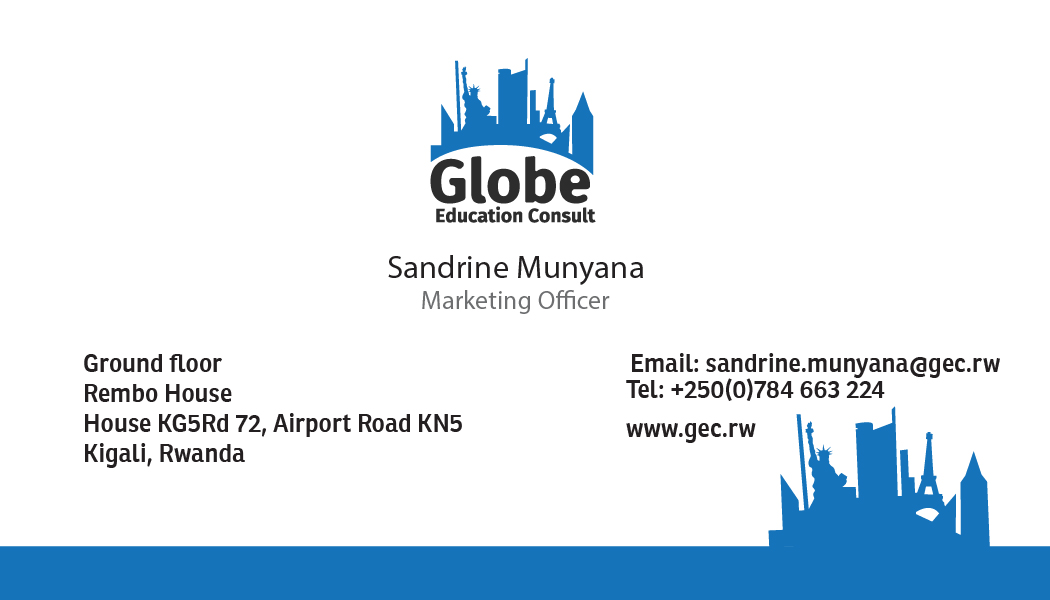 Globe
Education Consult
Sandrine Munyana
Marketing Officer
Ground floor
Rembo House
House KG5Rd 72, Airport Road KN5
Kigali, Rwanda
Email: sandrine.munyana@gec.rw
Tel: +250(0)784 663 224
www.gec.rw